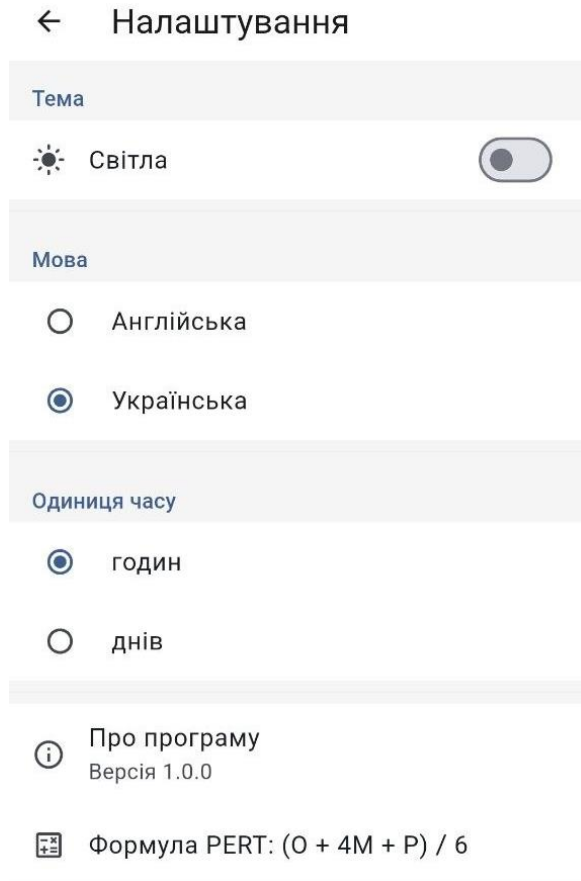 Налаштування
Тема
Світла
Мова
Англійська
Українська
Одиниця часу
годин
днів
Про програму
Версія 1.0.0
Формула PERT: (O + 4M + P) / 6